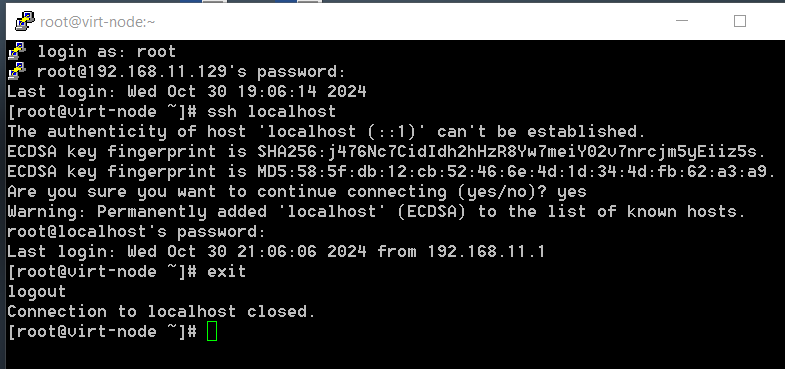 root@virt-node:~
login as: root
root@192.168.11.129's password:
Last login: Wed Oct 30 19:06:14 2024
[root@virt-node ~]# ssh localhost
The authenticity of host 'localhost (::1)' can't be established.
ECDSA key fingerprint is SHA256:j476Nc7CidIdh2hHzR8Yw7meiY02v7nrcjm5yEiiz5s.
ECDSA key fingerprint is MD5:58:5f:db:12:cb:52:46:6e:4d:1d:34:4d:fb:62:a3:a9.
Are you sure you want to continue connecting (yes/no)? yes
Warning: Permanently added 'localhost' (ECDSA) to the list of known hosts.
root@localhost's password:
Last login: Wed Oct 30 21:06:06 2024 from 192.168.11.1
[root@virt-node ~]# exit
logout
Connection to localhost closed.
[root@virt-node ~]#